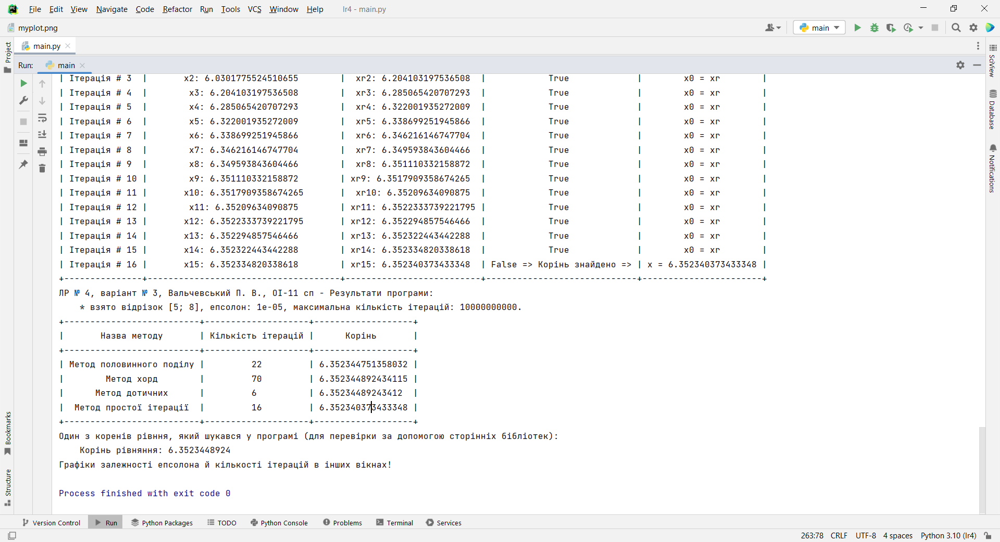 File Edit View Navigate Code Refactor Run Tools VCS Window Help lr4 - main.py
myplot.png
main
Project
main.py
Run: main
| Ітерація # 3 | x2: 6.0301775524510655 | xr2: 6.204103197536508 | True | x0 = xr |
| Ітерація # 4 | x3: 6.204103197536508 | xr3: 6.285065420707293 | True | x0 = xr |
| Ітерація # 5 | x4: 6.285065420707293 | xr4: 6.322001935272009 | True | x0 = xr |
| Ітерація # 6 | x5: 6.322001935272009 | xr5: 6.338699251945866 | True | x0 = xr |
| Ітерація # 7 | x6: 6.338699251945866 | xr6: 6.346216146747704 | True | x0 = xr |
| Ітерація # 8 | x7: 6.346216146747704 | xr7: 6.349593843604466 | True | x0 = xr |
| Ітерація # 9 | x8: 6.349593843604466 | xr8: 6.351110332158872 | True | x0 = xr |
| Ітерація # 10 | x9: 6.351110332158872 | xr9: 6.3517909358674265 | True | x0 = xr |
| Ітерація # 11 | x10: 6.3517909358674265 | xr10: 6.35209634090875 | True | x0 = xr |
| Ітерація # 12 | x11: 6.35209634090875 | xr11: 6.3522333739221795 | True | x0 = xr |
| Ітерація # 13 | x12: 6.3522333739221795 | xr12: 6.352294857546466 | True | x0 = xr |
| Ітерація # 14 | x13: 6.352294857546466 | xr13: 6.352322443442288 | True | x0 = xr |
| Ітерація # 15 | x14: 6.352322443442288 | xr14: 6.352334820338618 | True | x0 = xr |
| Ітерація # 16 | x15: 6.352334820338618 | xr15: 6.352340373433348 | False => Корінь знайдено => | x = 6.352340373433348 |
+---------------+-------------------------------------+--------------------------+-----------------------------+-----------------------+
ЛР № 4, варіант № 3, Вальчевський П. В., ОІ-11 сп - Результати програми:
* взято відрізок [5; 8], епсолон: 1e-05, максимальна кількість ітерацій: 10000000000.
+--------------------------+--------------------+-------------------+
| Назва методу | Кількість ітерацій | Корінь |
+--------------------------+--------------------+-------------------+
| Метод половинного поділу | 22 | 6.352344751358032 |
| Метод хорд | 70 | 6.352344892434115 |
| Метод дотичних | 6 | 6.35234489243412 |
| Метод простої ітерації | 16 | 6.352340373433348 |
+--------------------------+--------------------+-------------------+
Один з коренів рівння, який шукався у програмі (для перевірки за допомогою сторінніх бібліотек):
Корінь рівняння: 6.3523448924
Графіки залежності епсолона й кількості ітерацій в інших вікнах!
Process finished with exit code 0
SciView
Database
Notifications
Bookmarks
Structure
Version Control Run Python Packages TODO Python Console Problems Terminal Services
263:78 CRLF UTF-8 4 spaces Python 3.10 (lr4)